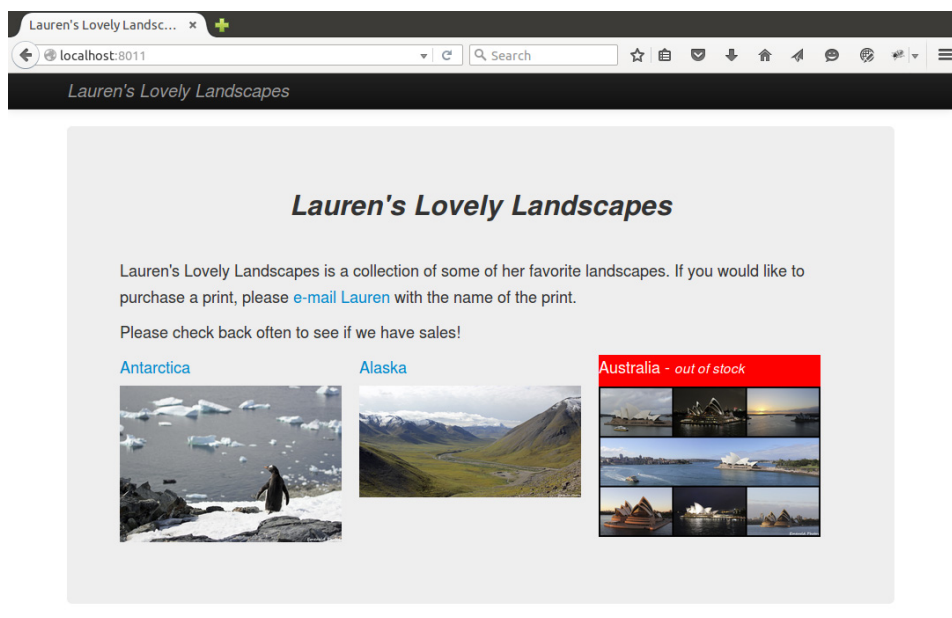 Lauren's Lovely Landsc...
localhost:8011
Search
Lauren's Lovely Landscapes
Lauren's Lovely Landscapes
Lauren's Lovely Landscapes is a collection of some of her favorite landscapes. If you would like to
purchase a print, please e-mail Lauren with the name of the print.
Please check back often to see if we have sales!
Antarctica
Alaska
Australia - out of stock